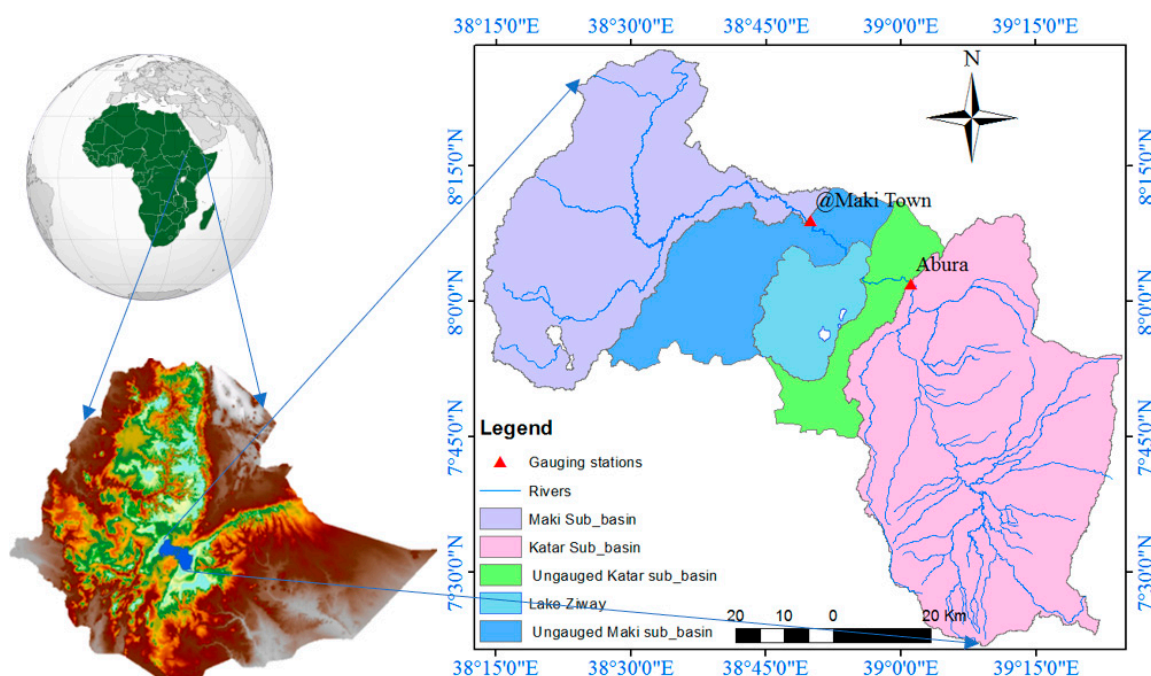 38°15'0"E 38°30'0"E 38°45'0"E 39°0'0"E 39°15'0"E
N
8°15'0"N 8°15'0"N
@Maki Town
Abura
8°0'0"N 8°0'0"N
7°45'0"N 7°45'0"N
Legend
Gauging stations
Rivers
Maki Sub_basin
Katar Sub_basin
Ungauged Katar sub_basin
7°30'0"N 7°30'0"N
Lake Ziway
Ungauged Maki sub_basin
20 10 0 20 Km
38°15'0"E 38°30'0"E 38°45'0"E 39°0'0"E 39°15'0"E